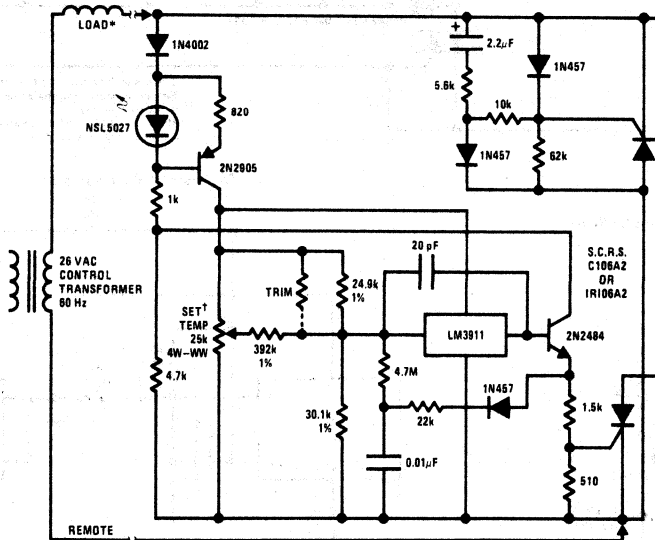 LOAD*
1N4002
NSL5027
820
2N2905
1k
+
2.2µF
5.6k
1N457
10k
1N457
62k
26 VAC
CONTROL
TRANSFORMER
60 Hz
20 pF
S.C.R.S.
C106A2
OR
IR106A2
TRIM
24.9k
1%
SET†
TEMP
25k
4W-WW
392k
1%
LM3911
2N2484
4.7k
4.7M
1N457
30.1k
1%
22k
1.5k
0.01µF
510
REMOTE